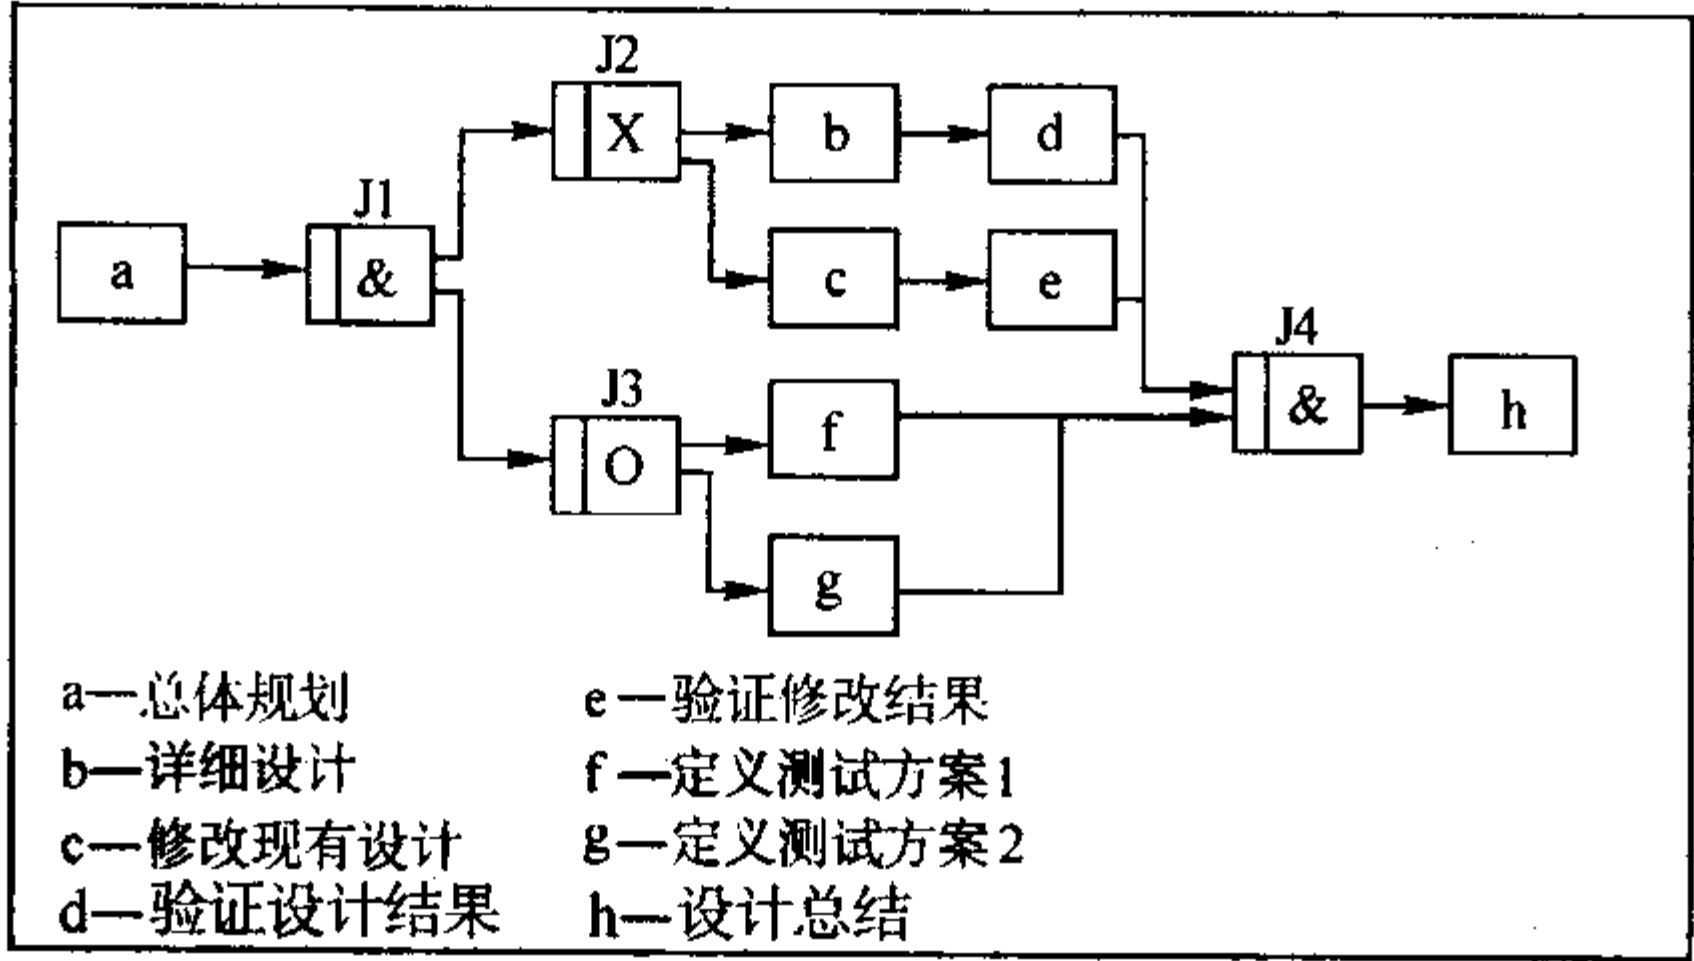 J2
X
b
d
J1
a
&
c
e
J4
J3
f
&
h
O
g
a—总体规划
e—验证修改结果
b—详细设计
f—定义测试方案1
c—修改现有设计
g—定义测试方案2
d—验证设计结果
h—设计总结